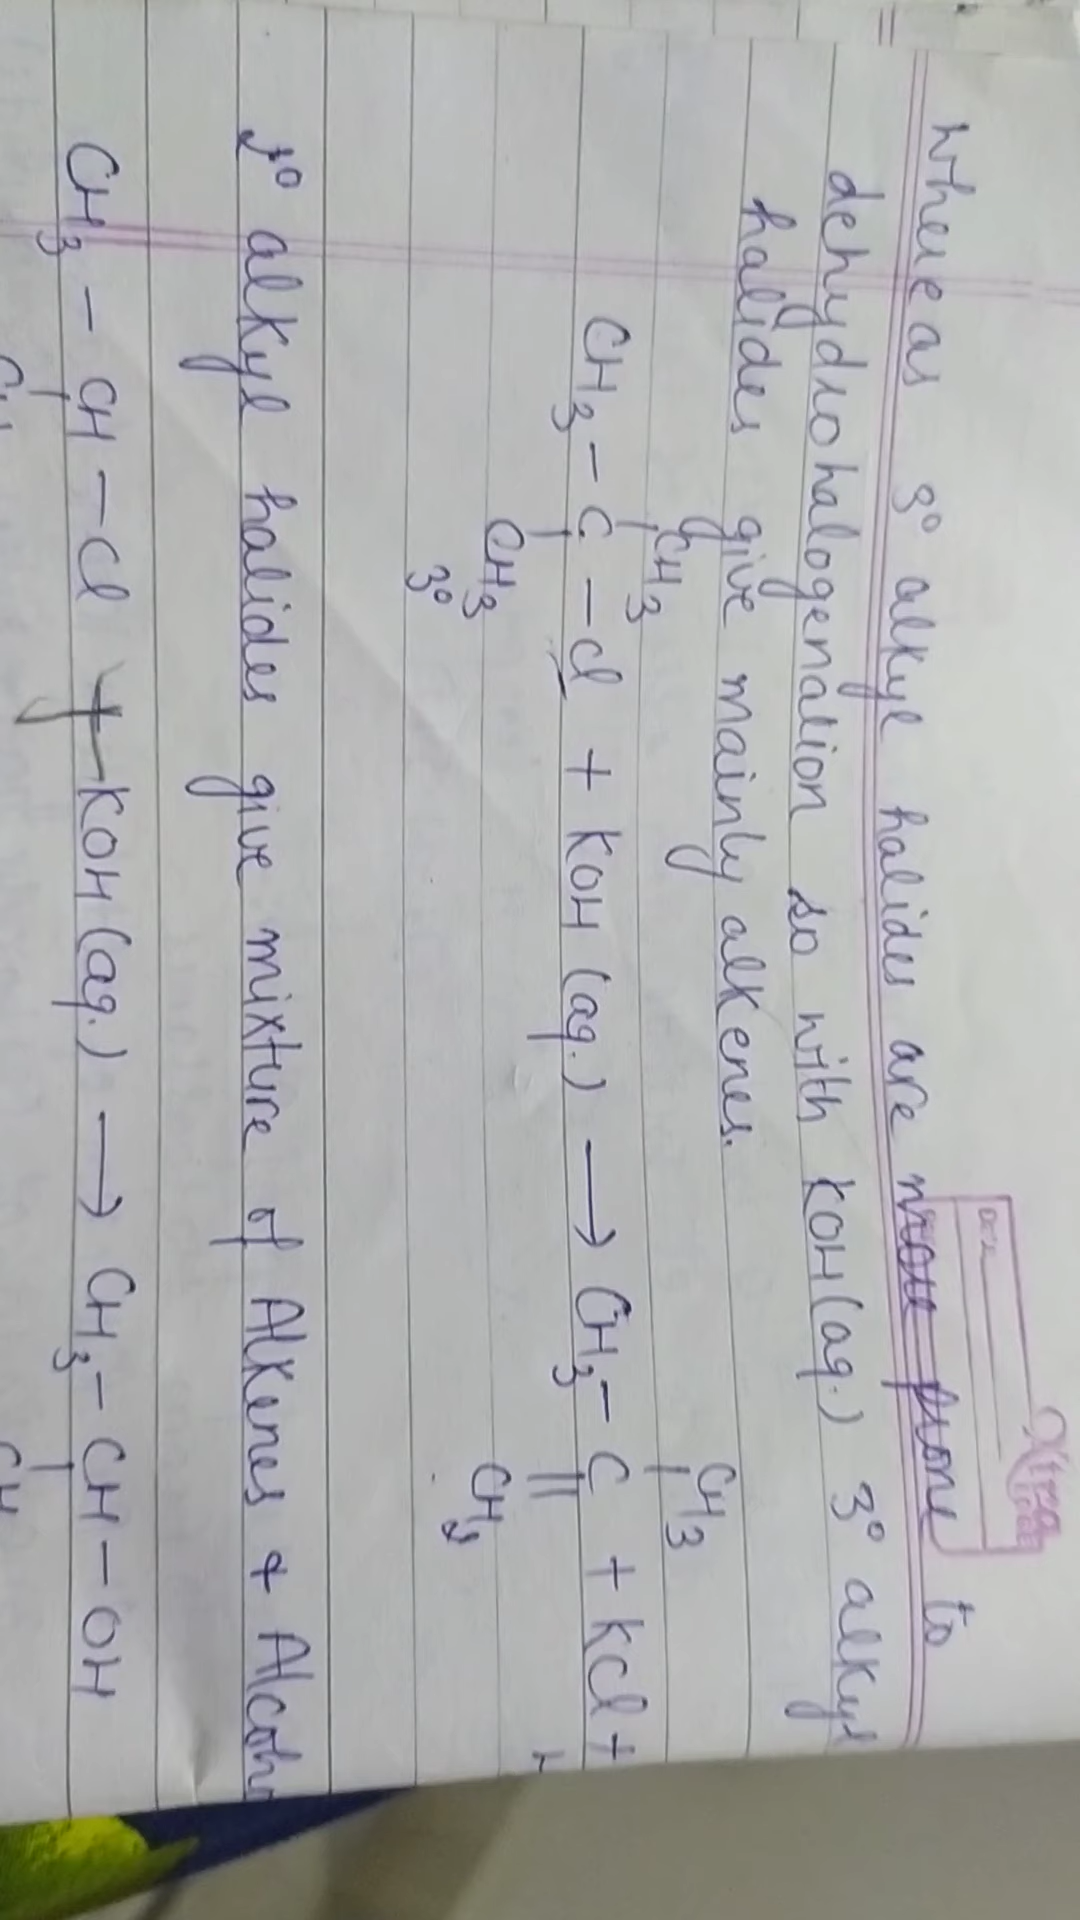 whereas 3° alkyl halides are more prone to
dehydrohalogenation so with KOH(aq.) 3° alkyl
halides give mainly alkenes.
CH3
CH3
CH3 - C - Cl + KOH (aq.) → CH3 - C + KCl +
CH3
CH2
3°
alkyl halides give mixture of Alkenes &
CH3 - CH - Cl + KOH (aq.) → CH3 - CH - OH